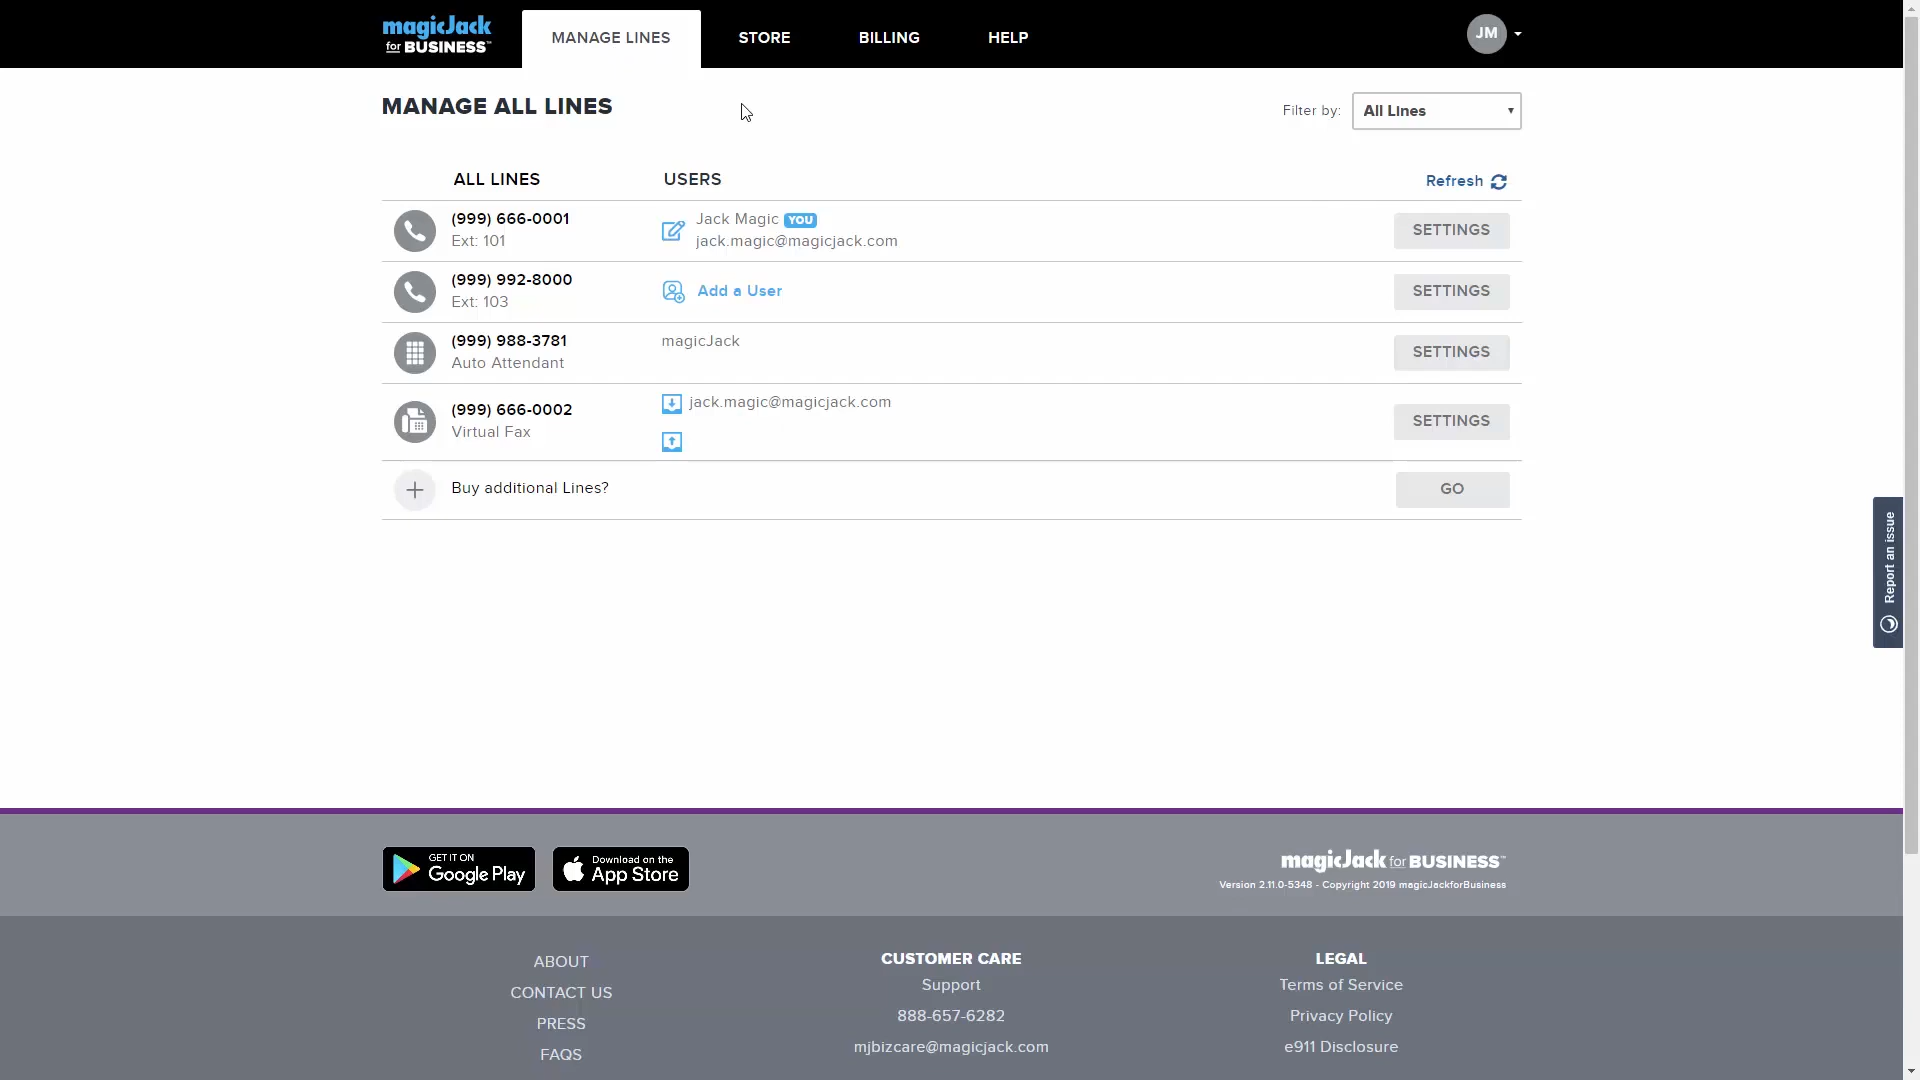 magicJack
for BUSINESS™
MANAGE LINES
STORE
BILLING
HELP
JM
MANAGE ALL LINES
Filter by:
All Lines
ALL LINES
USERS
Refresh
(999) 666-0001
Ext: 101
Jack Magic YOU
jack.magic@magicjack.com
SETTINGS
(999) 992-8000
Ext: 103
Add a User
SETTINGS
(999) 988-3781
Auto Attendant
magicJack
SETTINGS
(999) 666-0002
Virtual Fax
jack.magic@magicjack.com
SETTINGS
Buy additional Lines?
GO
Report an issue
GET IT ON
Google Play
Download on the
App Store
magicJack for BUSINESS™
Version 2.11.0-5348 - Copyright 2019 magicJackforBusiness
ABOUT
CONTACT US
PRESS
FAQS
CUSTOMER CARE
Support
888-657-6282
mjbizcare@magicjack.com
LEGAL
Terms of Service
Privacy Policy
e911 Disclosure